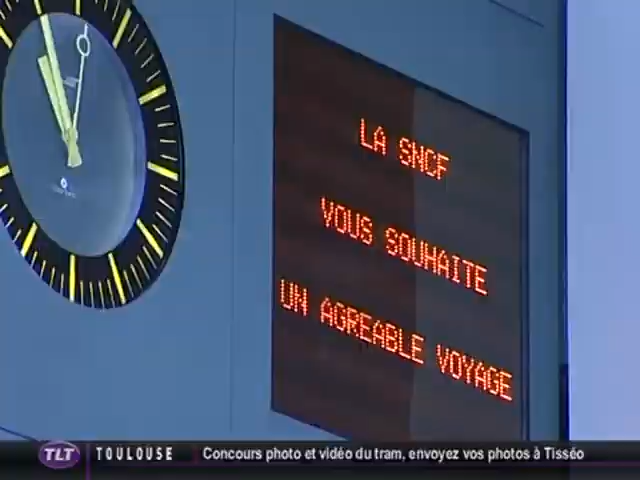 LA SNCF
VOUS SOUHAITE
UN AGREABLE VOYAGE
TLT TOULOUSE Concours photo et vidéo du tram, envoyez vos photos à Tisséo